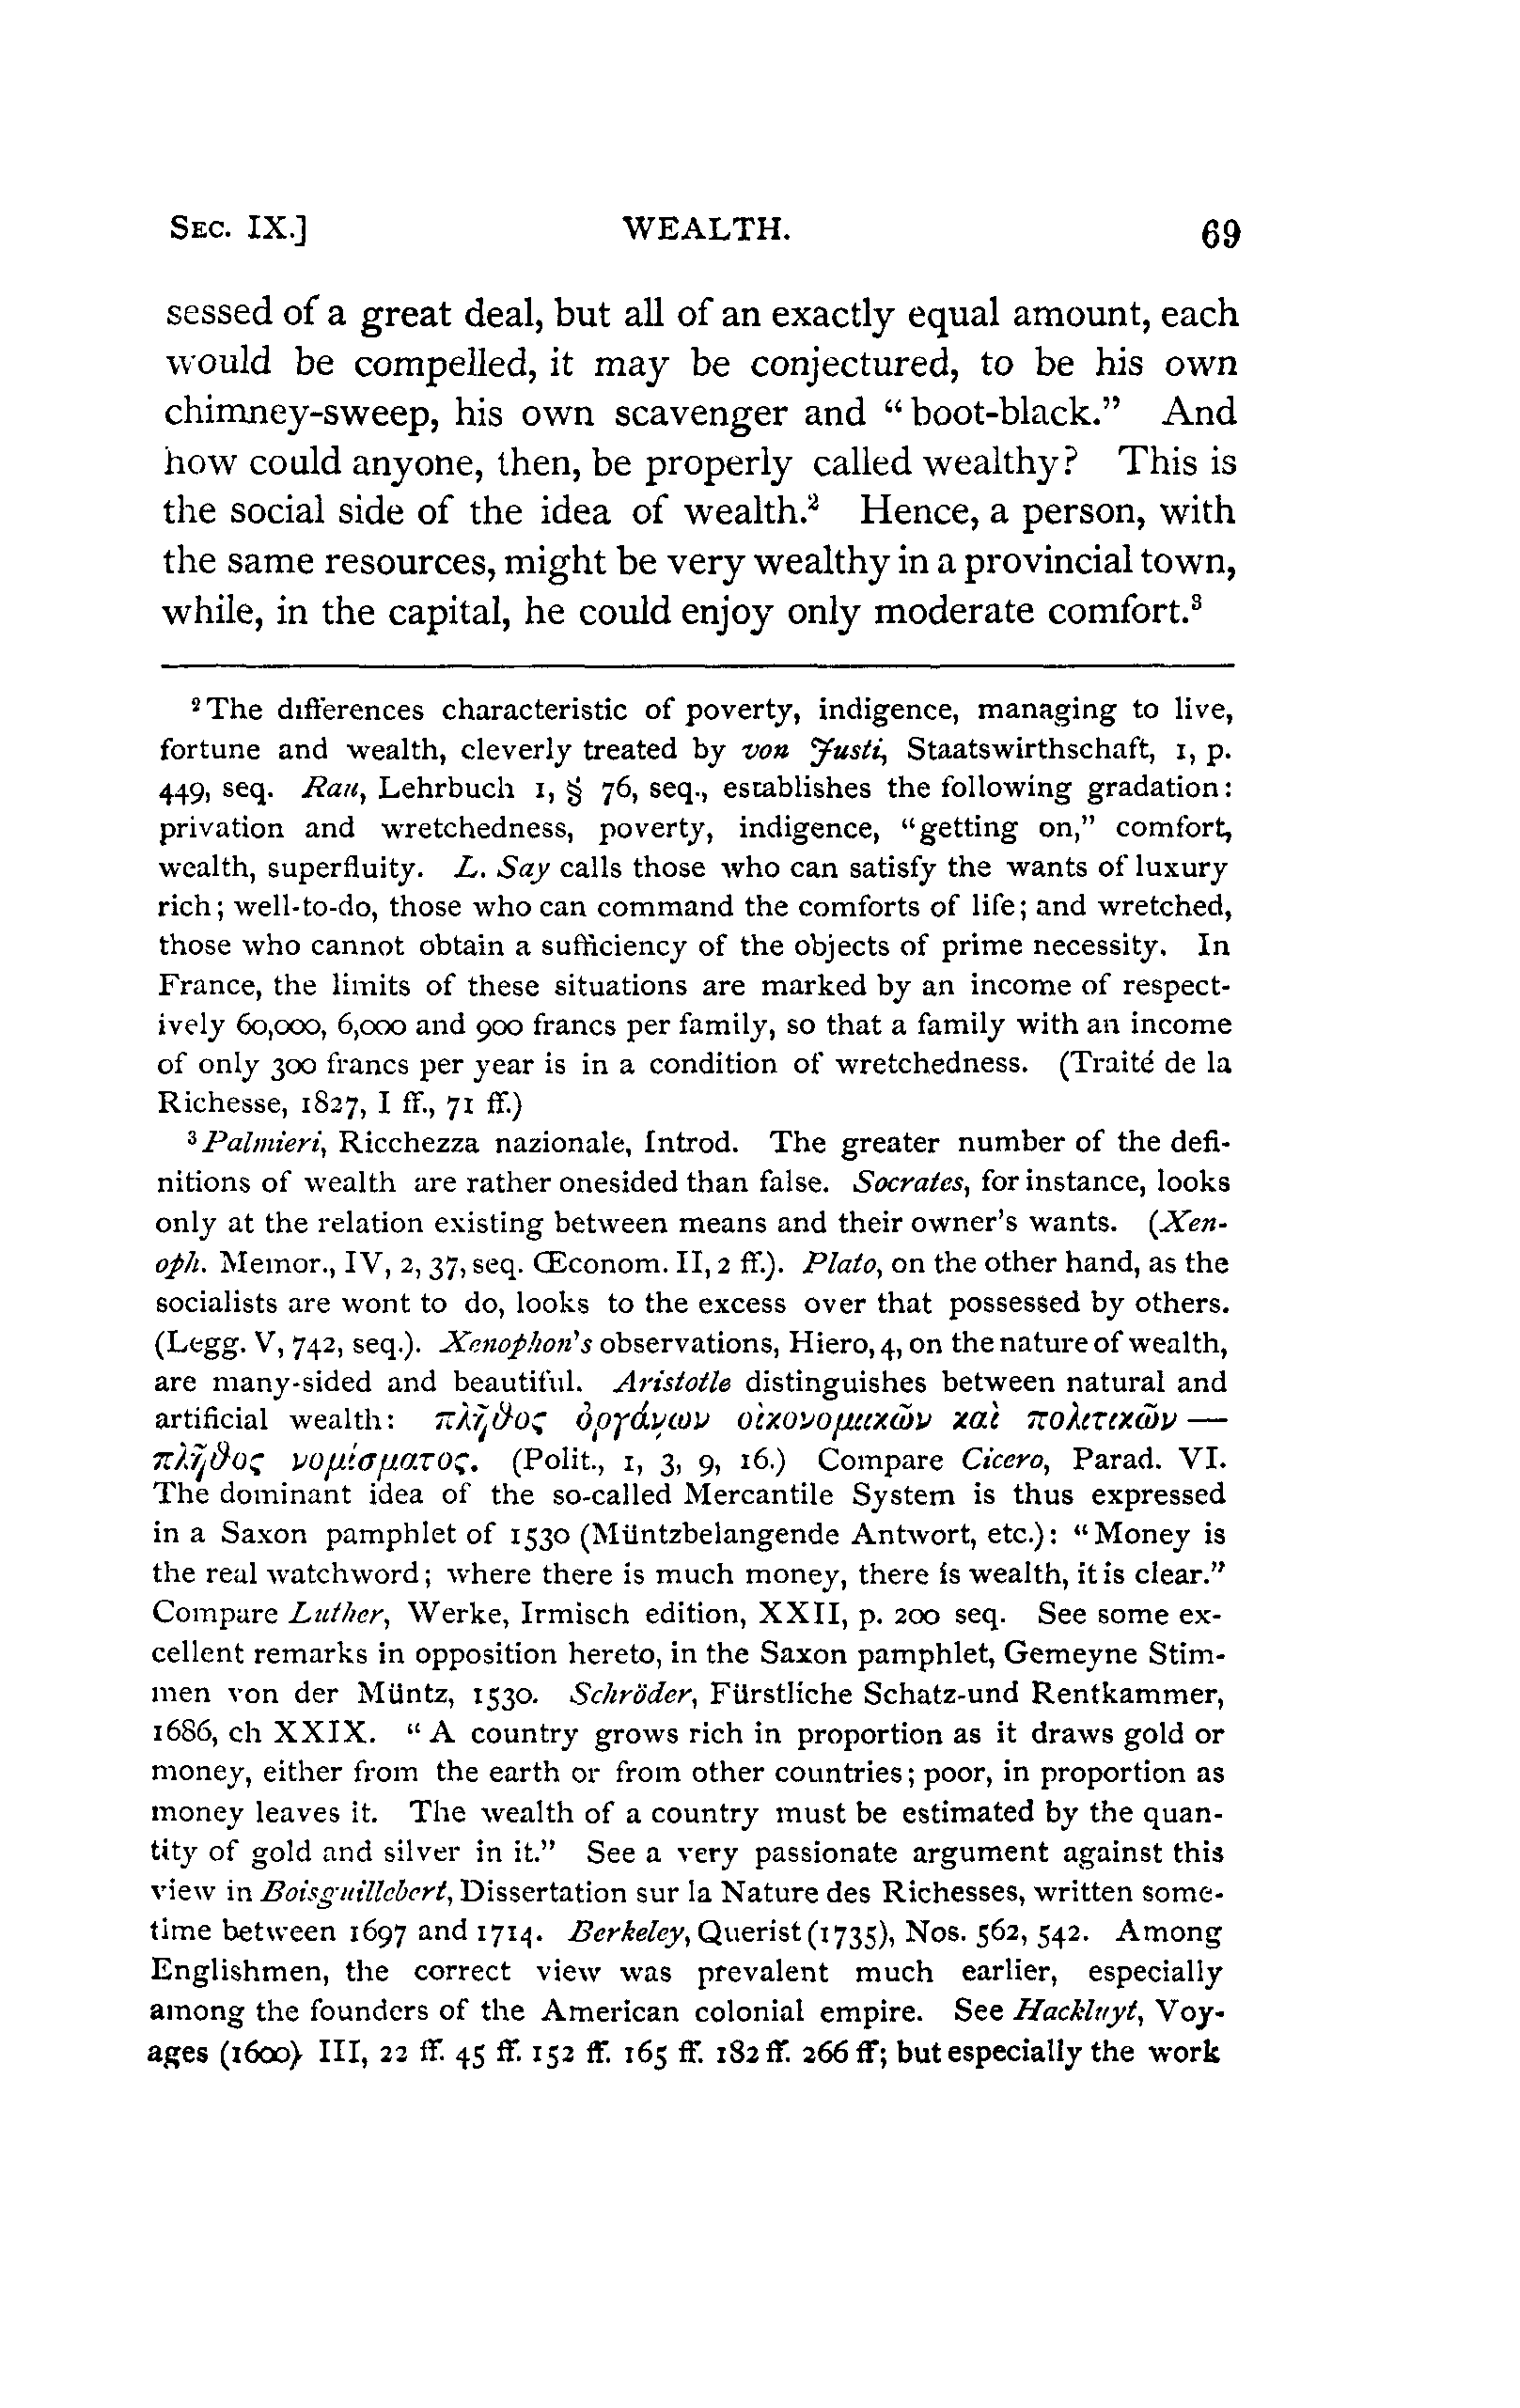 SEC. IX.] WEALTH. 69
sessed of a great deal, but all of an exactly equal amount, each
would be compelled, it may be conjectured, to be his own
chimney-sweep, his own scavenger and “boot-black.” And
how could anyone, then, be properly called wealthy? This is
the social side of the idea of wealth.² Hence, a person, with
the same resources, might be very wealthy in a provincial town,
while, in the capital, he could enjoy only moderate comfort.³
² The differences characteristic of poverty, indigence, managing to live,
fortune and wealth, cleverly treated by von Justi, Staatswirthschaft, 1, p.
449, seq. Rau, Lehrbuch 1, § 76, seq., establishes the following gradation:
privation and wretchedness, poverty, indigence, “getting on,” comfort,
wealth, superfluity. L. Say calls those who can satisfy the wants of luxury
rich; well-to-do, those who can command the comforts of life; and wretched,
those who cannot obtain a sufficiency of the objects of prime necessity. In
France, the limits of these situations are marked by an income of respect-
ively 60,000, 6,000 and 900 francs per family, so that a family with an income
of only 300 francs per year is in a condition of wretchedness. (Traité de la
Richesse, 1827, I ff., 71 ff.)
³ Palmieri, Ricchezza nazionale, Introd. The greater number of the defi-
nitions of wealth are rather onesided than false. Socrates, for instance, looks
only at the relation existing between means and their owner's wants. (Xen-
oph. Memor., IV, 2, 37, seq. Œconom. II, 2 ff.). Plato, on the other hand, as the
socialists are wont to do, looks to the excess over that possessed by others.
(Legg. V, 742, seq.). Xenophon's observations, Hiero, 4, on the nature of wealth,
are many-sided and beautiful. Aristotle distinguishes between natural and
artificial wealth: πλῆθος ὀργάνων οἰκονομικῶν καὶ πολιτικῶν —
πλῆθος νομίσματος. (Polit., 1, 3, 9, 16.) Compare Cicero, Parad. VI.
The dominant idea of the so-called Mercantile System is thus expressed
in a Saxon pamphlet of 1530 (Müntzbelangende Antwort, etc.): “Money is
the real watchword; where there is much money, there is wealth, it is clear.”
Compare Luther, Werke, Irmisch edition, XXII, p. 200 seq. See some ex-
cellent remarks in opposition hereto, in the Saxon pamphlet, Gemeyne Stim-
men von der Müntz, 1530. Schröder, Fürstliche Schatz-und Rentkammer,
1686, ch XXIX. “A country grows rich in proportion as it draws gold or
money, either from the earth or from other countries; poor, in proportion as
money leaves it. The wealth of a country must be estimated by the quan-
tity of gold and silver in it.” See a very passionate argument against this
view in Boisguillebert, Dissertation sur la Nature des Richesses, written some-
time between 1697 and 1714. Berkeley, Querist (1735), Nos. 562, 542. Among
Englishmen, the correct view was prevalent much earlier, especially
among the founders of the American colonial empire. See Hackluyt, Voy-
ages (1600) III, 22 ff. 45 ff. 152 ff. 165 ff. 182 ff. 266 ff; but especially the work